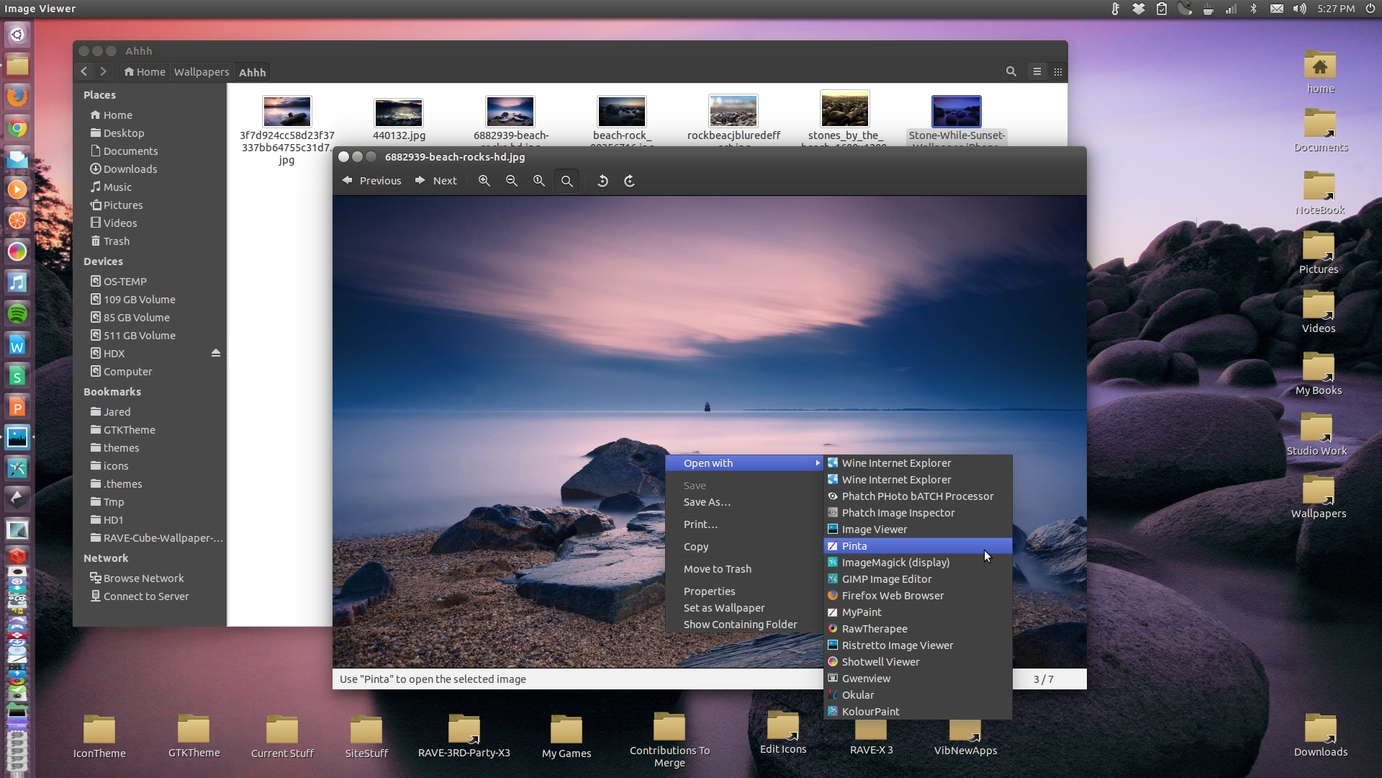 Image Viewer
5:27 PM
Ahhh
Home
Wallpapers
Ahhh
Places
Home
Desktop
Documents
Downloads
Music
Pictures
Videos
Trash
Devices
OS-TEMP
109 GB Volume
85 GB Volume
511 GB Volume
HDX
Computer
Bookmarks
Jared
GTKTheme
themes
icons
.themes
Tmp
HD1
RAVE-Cube-Wallpaper-...
Network
Browse Network
Connect to Server
3f7d924cc58d23f37
337bb64755c31d7.
jpg
440132.jpg
6882939-beach-
beach-rock_
rockbeacjbluredeff
stones_by_the_
Stone-While-Sunset-
6882939-beach-rocks-hd.jpg
Previous
Next
Open with
Save
Save As...
Print...
Copy
Move to Trash
Properties
Set as Wallpaper
Show Containing Folder
Wine Internet Explorer
Wine Internet Explorer
Phatch PHoto bATCH Processor
Phatch Image Inspector
Image Viewer
Pinta
ImageMagick (display)
GIMP Image Editor
Firefox Web Browser
MyPaint
RawTherapee
Ristretto Image Viewer
Shotwell Viewer
Gwenview
Okular
KolourPaint
Use "Pinta" to open the selected image
3 / 7
home
Documents
NoteBook
Pictures
Videos
My Books
Studio Work
Wallpapers
IconTheme
GTKTheme
Current Stuff
SiteStuff
RAVE-3RD-Party-X3
My Games
Contributions To
Merge
Edit Icons
RAVE-X 3
VibNewApps
Downloads